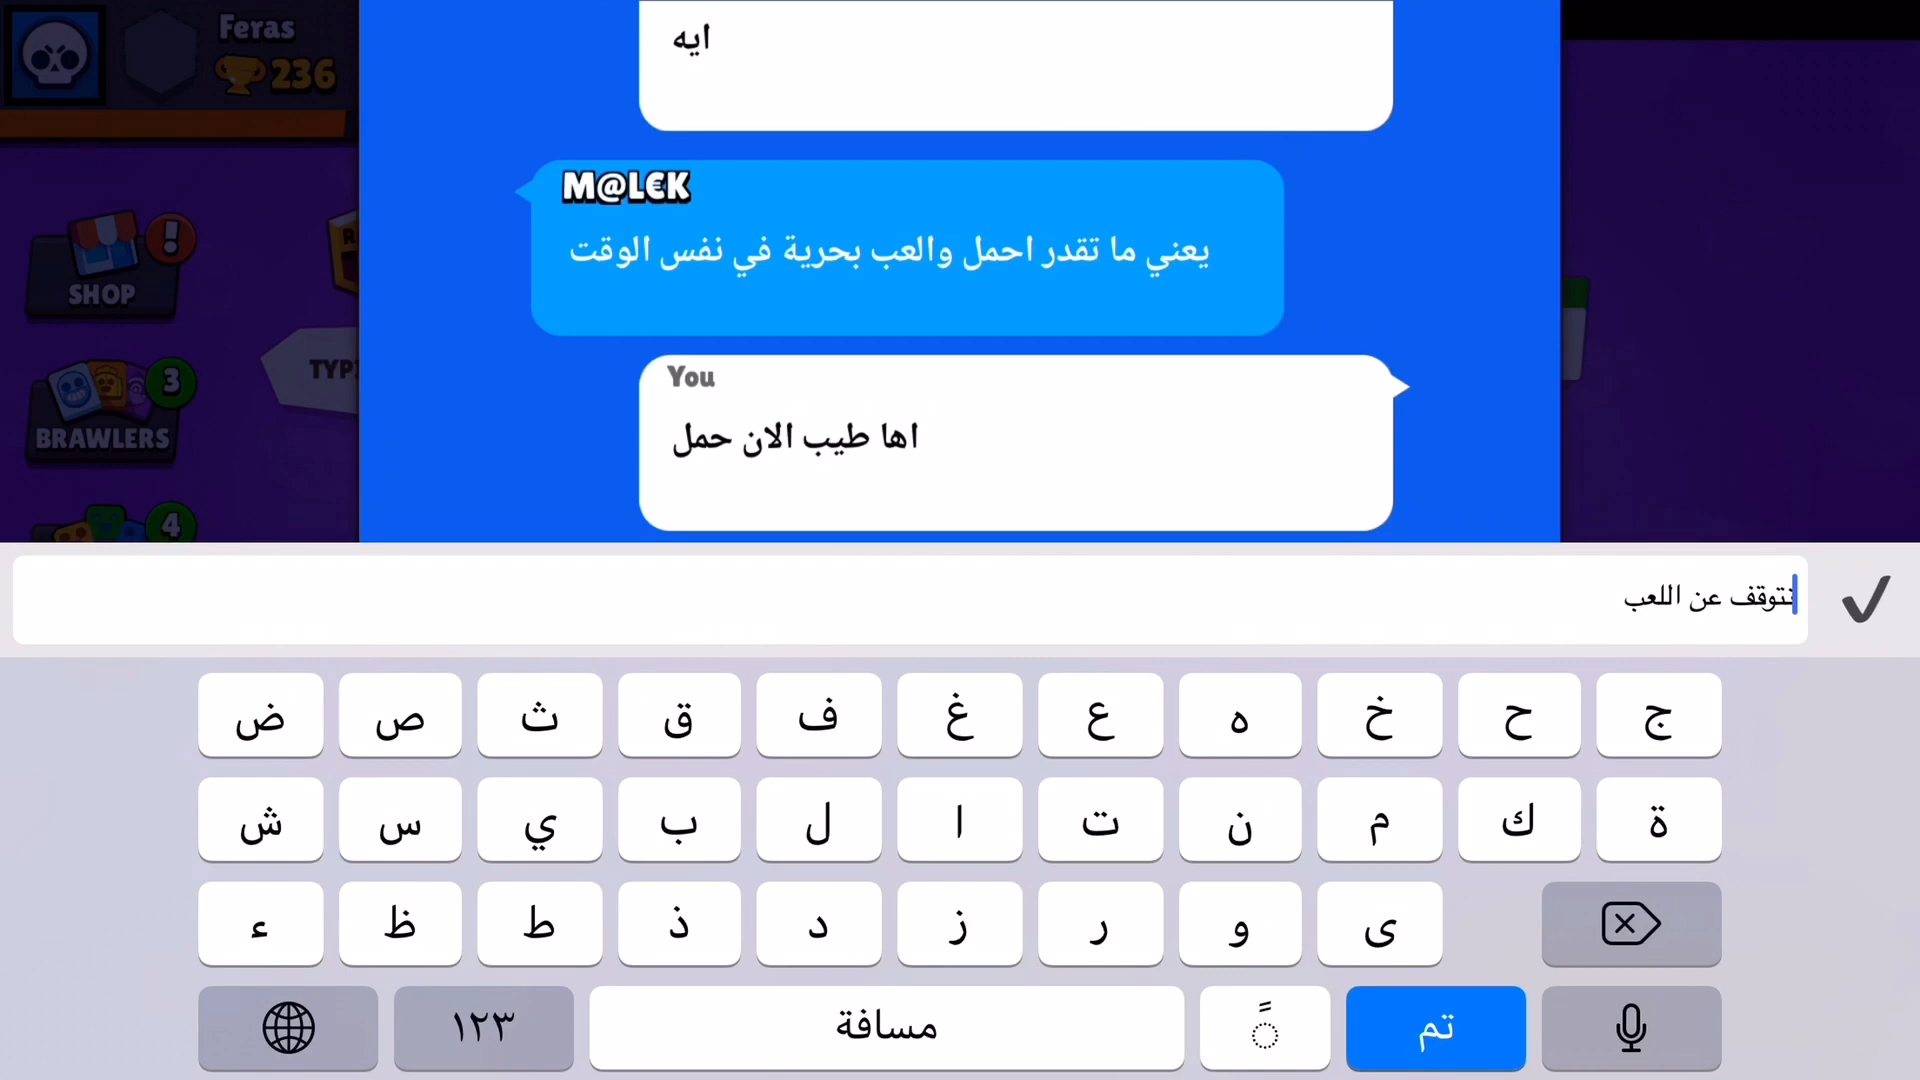 Feras
236
SHOP
BRAWLERS
3
4
TYP
ايه
M@L€K
يعني ما تقدر احمل والعب بحرية في نفس الوقت
You
اها طيب الان حمل
نتوقف عن اللعب
ض ص ث ق ف غ ع ه خ ح ج
ش س ي ب ل ا ت ن م ك ة
ء ظ ط ذ د ز ر و ى
١٢٣ مسافة تم